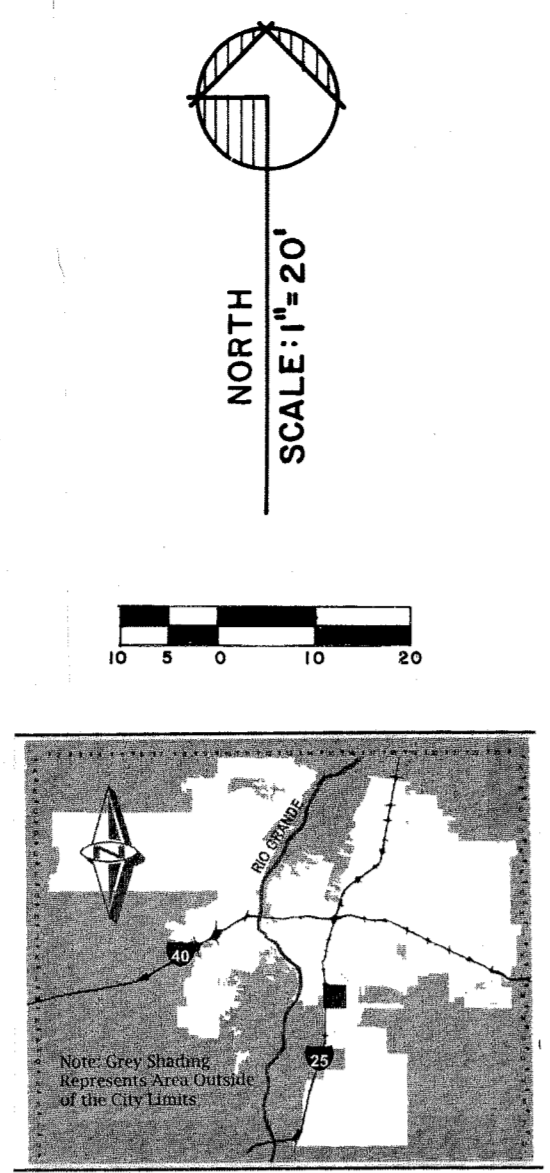 NORTH
SCALE: 1"=20'
10 5 0 10 20
RIO GRANDE
N
40
25
Note: Grey Shading
Represents Area Outside
of the City Limits